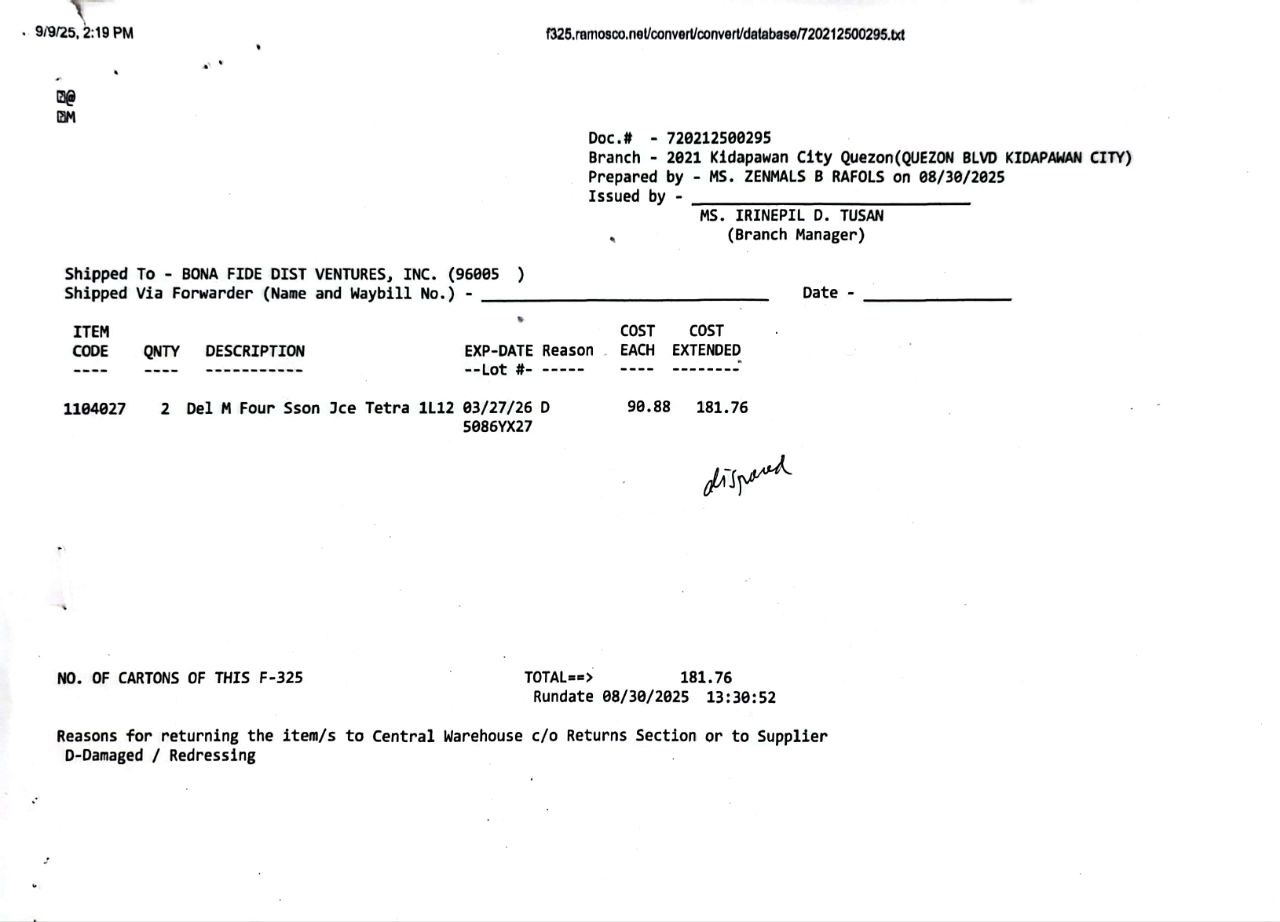 9/9/25, 2:19 PM f325.ramosco.net/convert/convert/database/720212500295.txt
@
M
Doc.# - 720212500295
Branch - 2021 Kidapawan City Quezon(QUEZON BLVD KIDAPAWAN CITY)
Prepared by - MS. ZENMALS B RAFOLS on 08/30/2025
Issued by -
MS. IRINEPIL D. TUSAN
(Branch Manager)
Shipped To - BONA FIDE DIST VENTURES, INC. (96005 )
Shipped Via Forwarder (Name and Waybill No.) - Date -
ITEM COST COST
CODE QNTY DESCRIPTION EXP-DATE Reason EACH EXTENDED
---- ---- ----------- --Lot #- ----- ---- --------
1104027 2 Del M Four Sson Jce Tetra 1L12 03/27/26 D 90.88 181.76
5086YX27
NO. OF CARTONS OF THIS F-325 TOTAL==> 181.76
Rundate 08/30/2025 13:30:52
Reasons for returning the item/s to Central Warehouse c/o Returns Section or to Supplier
D-Damaged / Redressing